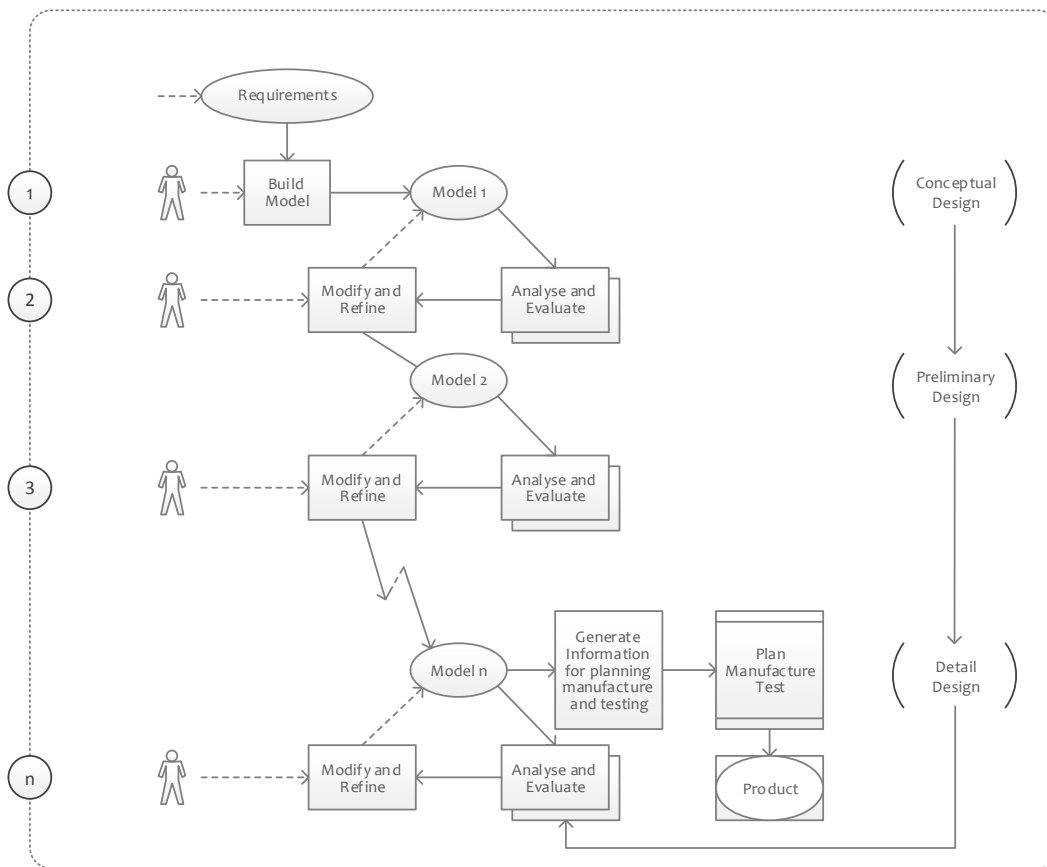 Requirements
1
Build
Model
Model 1
Conceptual
Design
2
Modify and
Refine
Analyse and
Evaluate
Model 2
Preliminary
Design
3
Modify and
Refine
Analyse and
Evaluate
Model n
Generate
Information
for planning
manufacture
and testing
Plan
Manufacture
Test
Detail
Design
n
Modify and
Refine
Analyse and
Evaluate
Product